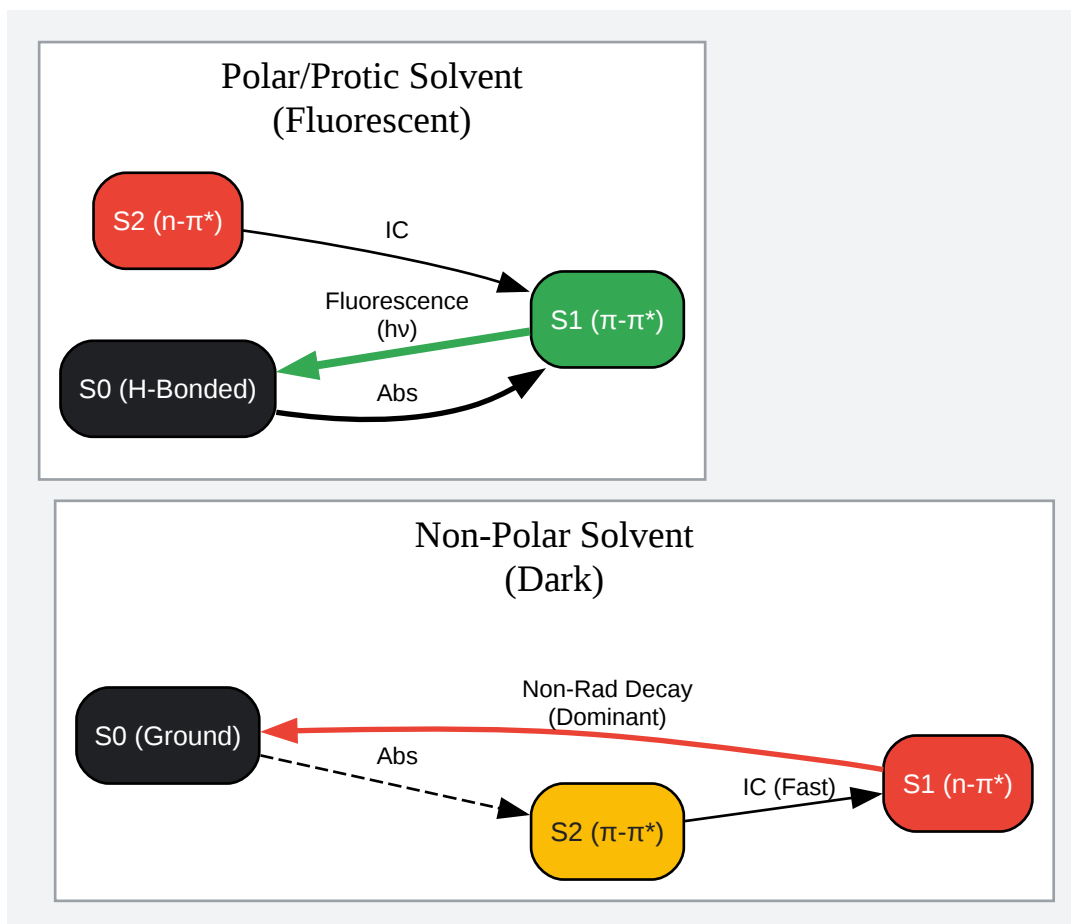 Polar/Protic Solvent
(Fluorescent)
S2 (n-π*)
IC
Fluorescence
(hν)
S1 (π-π*)
S0 (H-Bonded)
Abs
Non-Polar Solvent
(Dark)
Non-Rad Decay
(Dominant)
S0 (Ground)
Abs
IC (Fast)
S1 (n-π*)
S2 (π-π*)